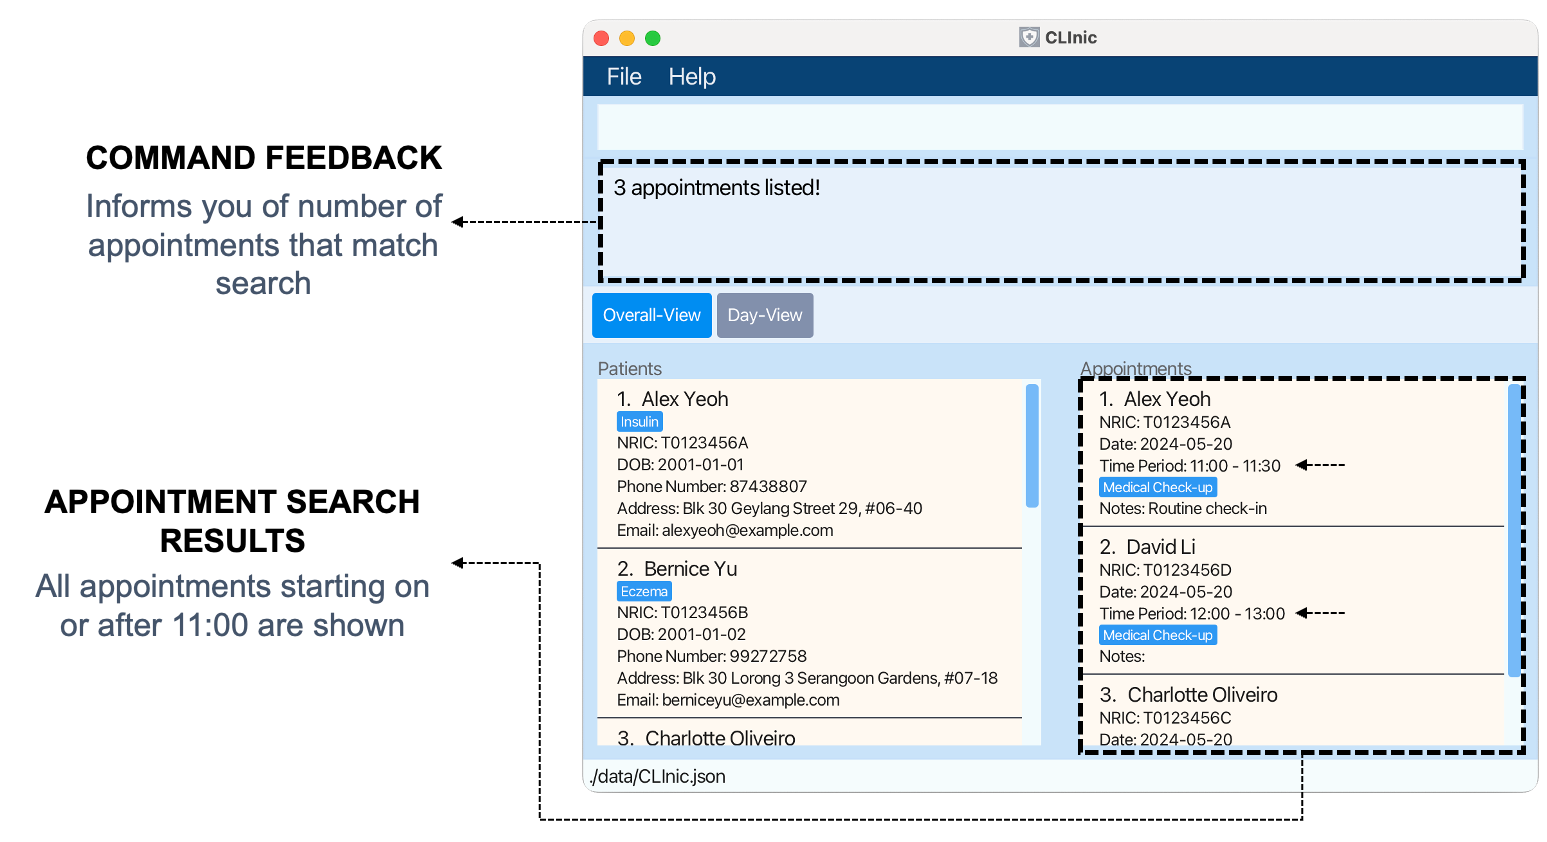 CLInic
File Help
COMMAND FEEDBACK
Informs you of number of
appointments that match
search
3 appointments listed!
Overall-View Day-View
Patients
1. Alex Yeoh
Insulin
NRIC: T0123456A
DOB: 2001-01-01
Phone Number: 87438807
Address: Blk 30 Geylang Street 29, #06-40
Email: alexyeoh@example.com
2. Bernice Yu
Eczema
NRIC: T0123456B
DOB: 2001-01-02
Phone Number: 99272758
Address: Blk 30 Lorong 3 Serangoon Gardens, #07-18
Email: berniceyu@example.com
3. Charlotte Oliveiro
Appointments
1. Alex Yeoh
NRIC: T0123456A
Date: 2024-05-20
Time Period: 11:00 - 11:30
Medical Check-up
Notes: Routine check-in
2. David Li
NRIC: T0123456D
Date: 2024-05-20
Time Period: 12:00 - 13:00
Medical Check-up
Notes:
3. Charlotte Oliveiro
NRIC: T0123456C
Date: 2024-05-20
APPOINTMENT SEARCH
RESULTS
All appointments starting on
or after 11:00 are shown
./data/CLInic.json